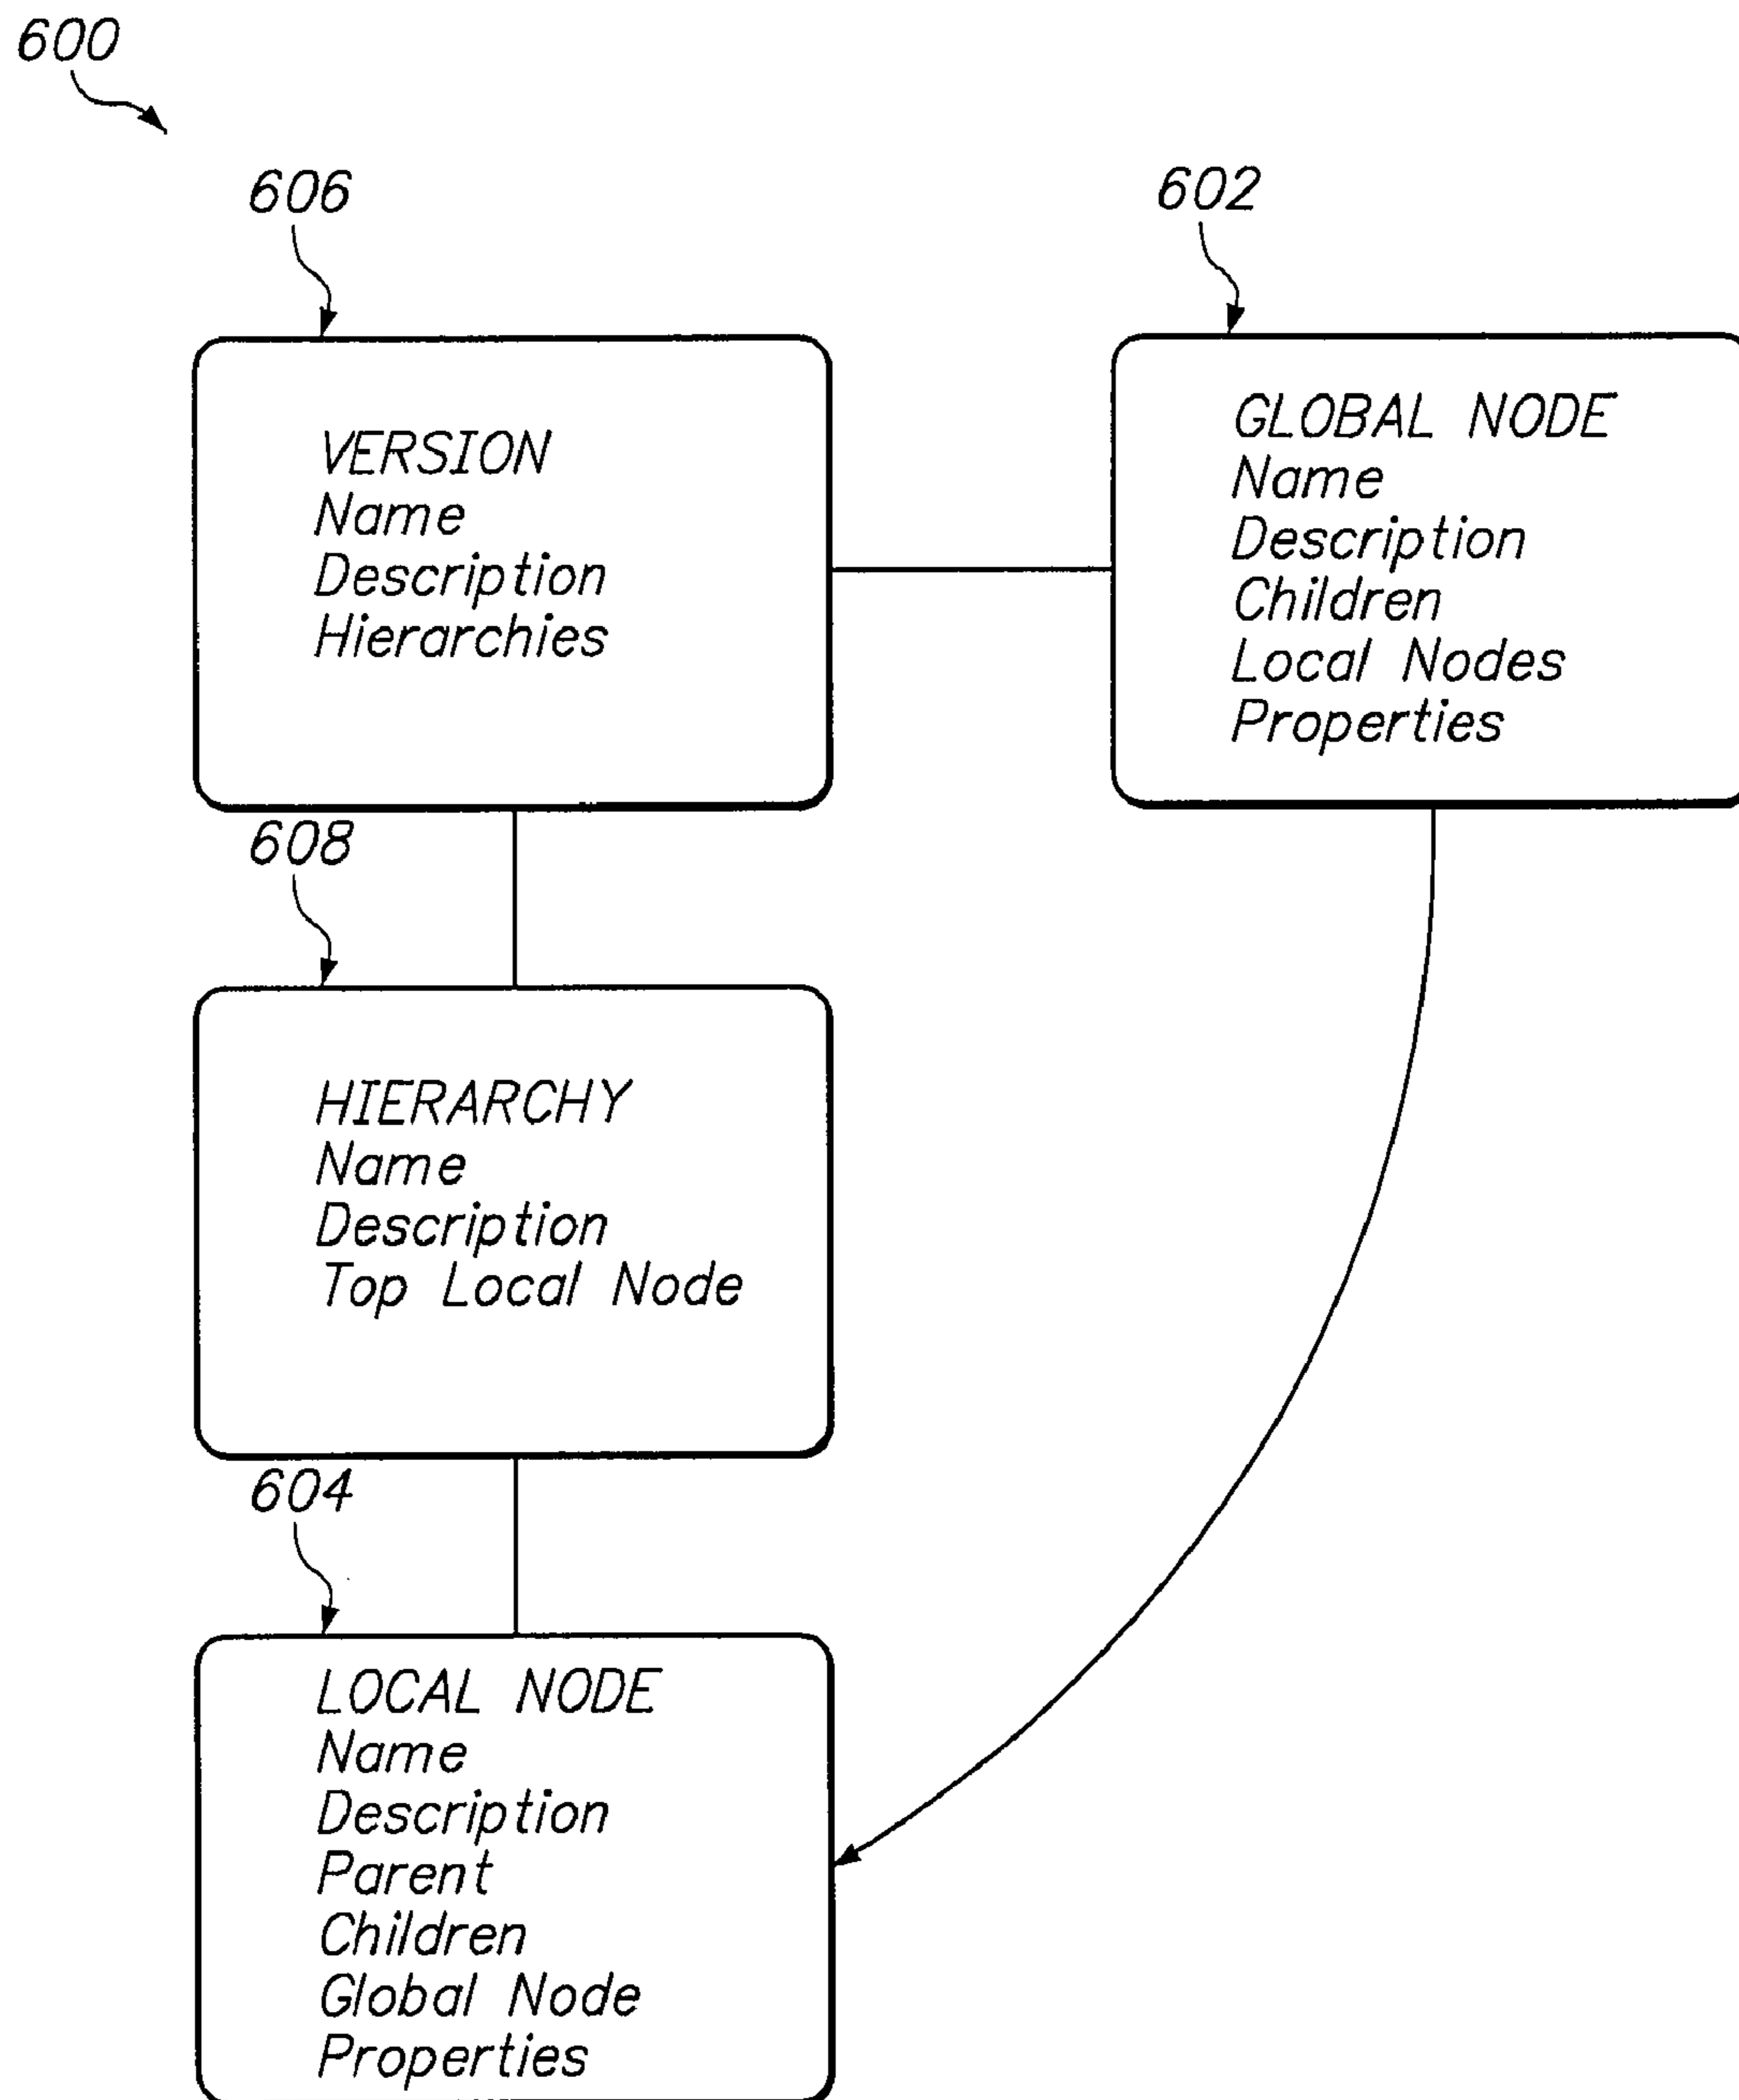 600
606
VERSION
Name
Description
Hierarchies
602
GLOBAL NODE
Name
Description
Children
Local Nodes
Properties
608
HIERARCHY
Name
Description
Top Local Node
604
LOCAL NODE
Name
Description
Parent
Children
Global Node
Properties